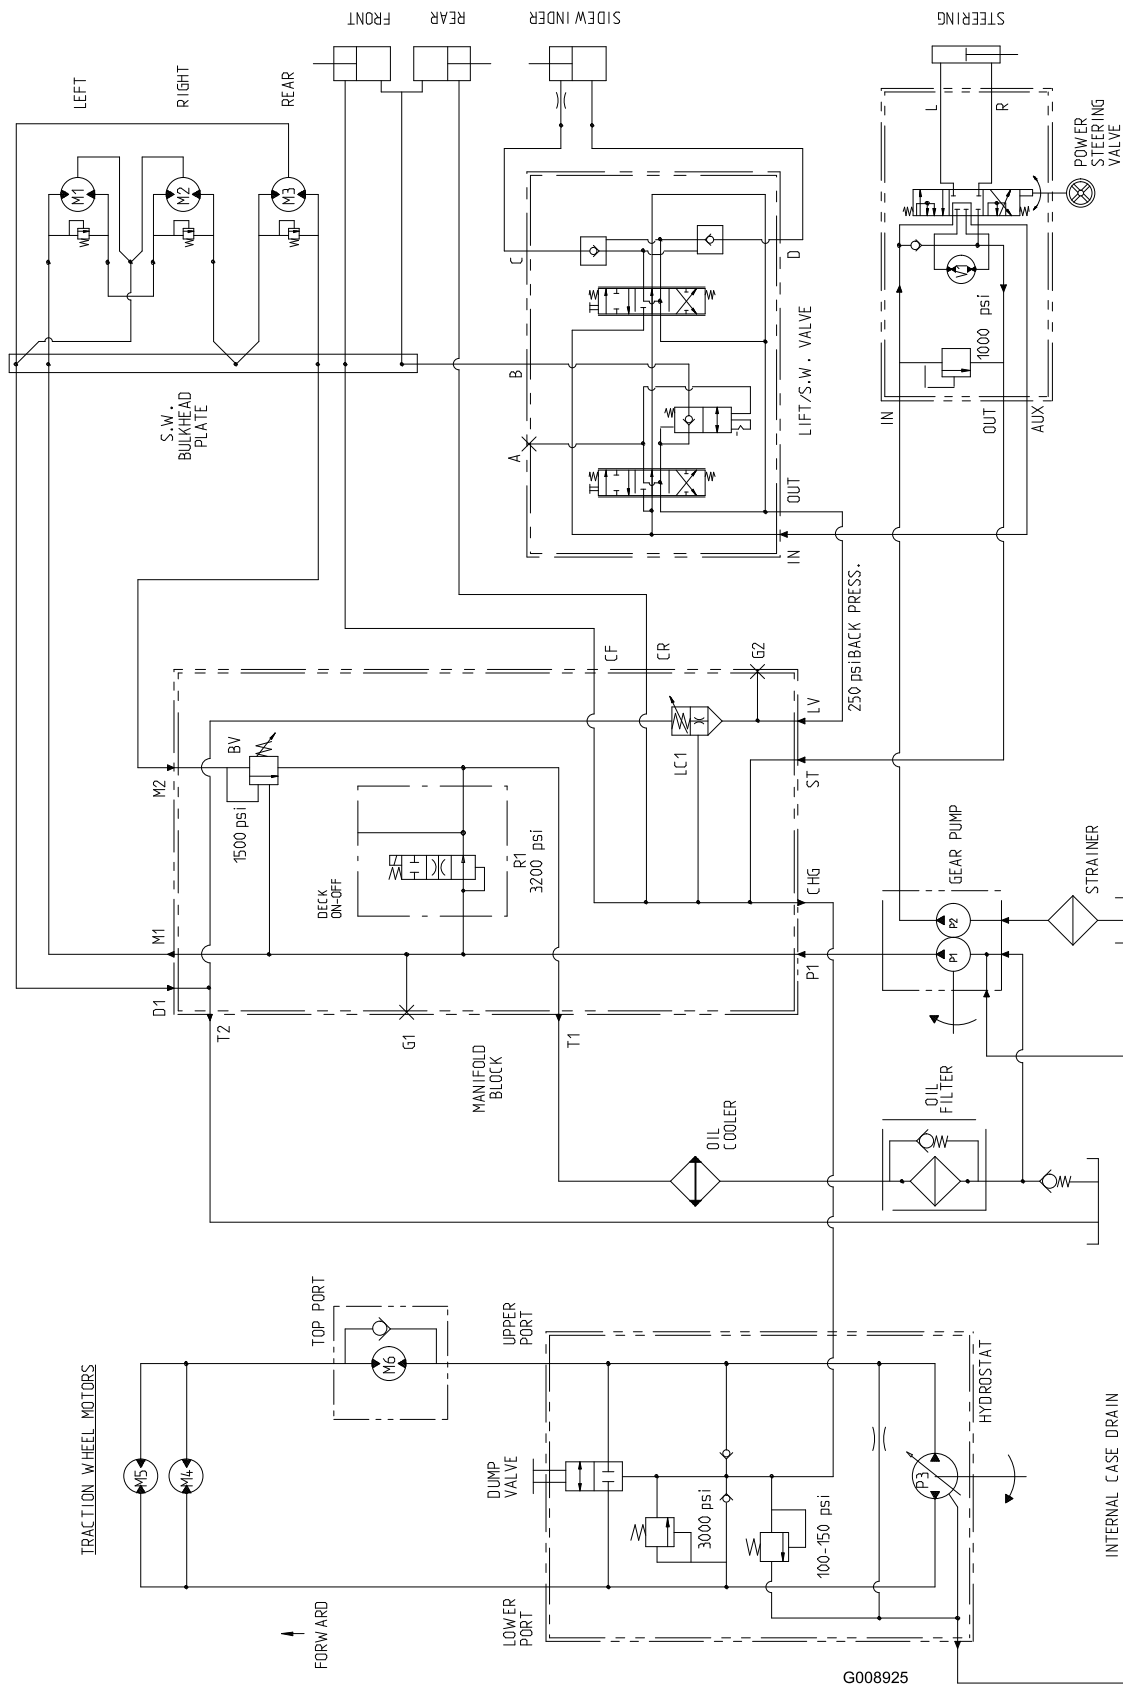 FRONT
REAR
SIDEWINDER
STEERING
LEFT
RIGHT
REAR
M1
M2
M3
L
R
POWER
STEERING
VALVE
V1
1000 psi
IN
OUT
AUX
C
D
B
A
LIFT/S.W. VALVE
OUT
IN
S.W.
BULKHEAD
PLATE
250 psi BACK PRESS.
CF
CR
G2
LV
LC1
ST
BV
M2
1500 psi
R1
3200 psi
DECK
ON-OFF
CHG
M1
P1
D1
T2
G1
T1
MANIFOLD
BLOCK
GEAR PUMP
P2
P1
STRAINER
OIL
COOLER
OIL
FILTER
TRACTION WHEEL MOTORS
M5
M4
TOP PORT
M6
UPPER
PORT
HYDROSTAT
DUMP
VALVE
3000 psi
100-150 psi
P3
LOWER
PORT
FORWARD
INTERNAL CASE DRAIN
G008925